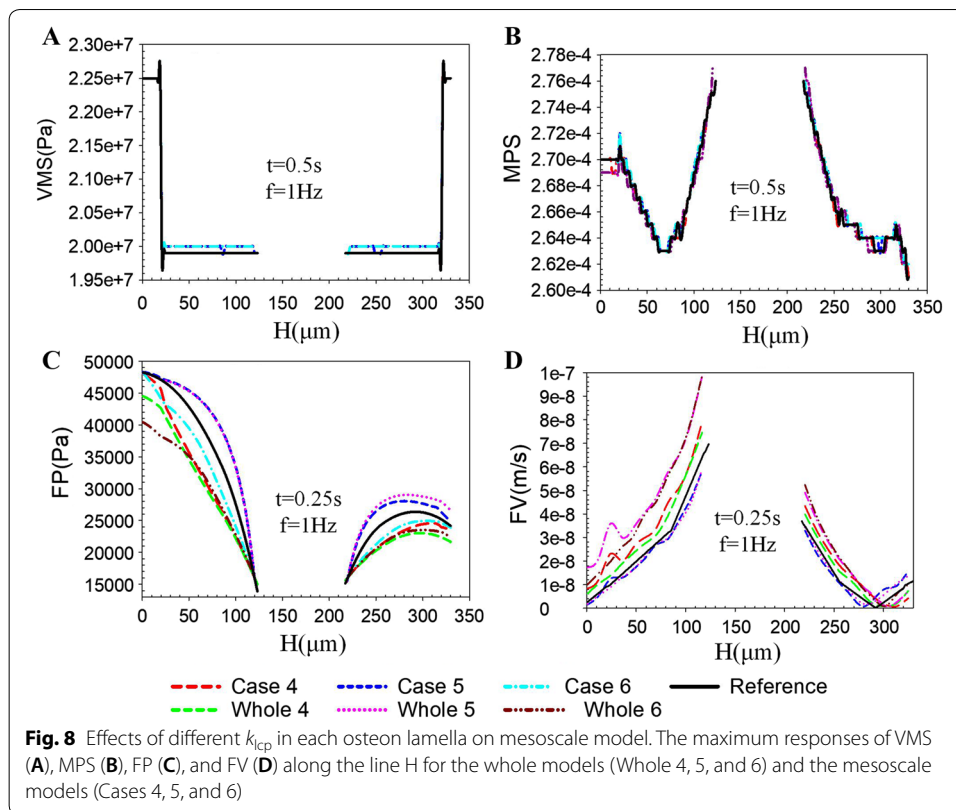 A
2.30e+7
2.25e+7
2.20e+7
2.15e+7
2.10e+7
2.05e+7
2.00e+7
1.95e+7
VMS(Pa)
t=0.5s
f=1Hz
0 50 100 150 200 250 300 350
H(μm)
B
2.78e-4
2.76e-4
2.74e-4
2.72e-4
2.70e-4
2.68e-4
2.66e-4
2.64e-4
2.62e-4
2.60e-4
MPS
t=0.5s
f=1Hz
0 50 100 150 200 250 300 350
H(μm)
C
50000
45000
40000
35000
30000
25000
20000
15000
FP(Pa)
t=0.25s
f=1Hz
0 50 100 150 200 250 300 350
H(μm)
D
1e-7
9e-8
8e-8
7e-8
6e-8
5e-8
4e-8
3e-8
2e-8
1e-8
0
FV(m/s)
t=0.25s
f=1Hz
0 50 100 150 200 250 300
H(μm)
Case 4 Case 5 Case 6 Reference
Whole 4 Whole 5 Whole 6
Fig. 8 Effects of different klcp in each osteon lamella on mesoscale model. The maximum responses of VMS
(A), MPS (B), FP (C), and FV (D) along the line H for the whole models (Whole 4, 5, and 6) and the mesoscale
models (Cases 4, 5, and 6)